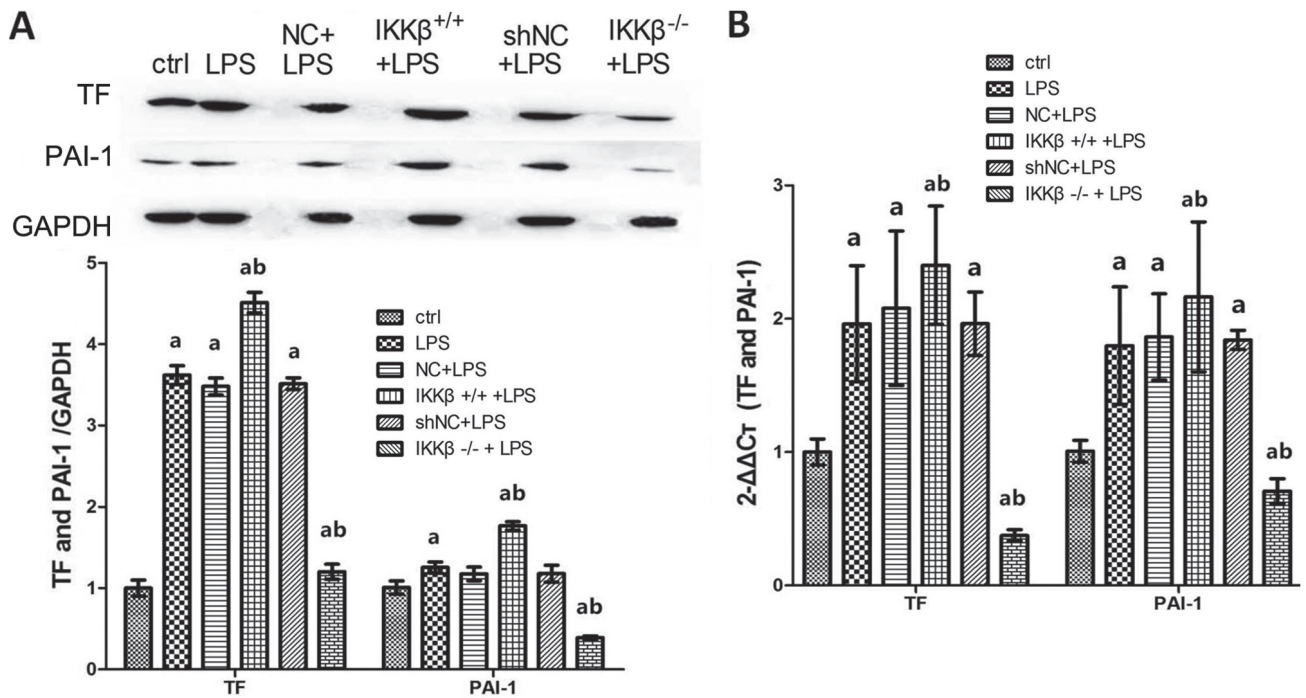 A
ctrl LPS NC+ LPS IKKβ+/+ +LPS shNC +LPS IKKβ-/- +LPS
TF
PAI-1
GAPDH
TF and PAI-1 /GAPDH
5
4
3
2
1
0
a a ab a ab
a ab ab
TF PAI-1
ctrl
LPS
NC+LPS
IKKβ +/+ +LPS
shNC+LPS
IKKβ -/- + LPS
B
ctrl
LPS
NC+LPS
IKKβ +/+ +LPS
shNC+LPS
IKKβ -/- + LPS
2-ΔΔCT (TF and PAI-1)
3
2
1
0
a a ab a ab
a a ab a ab
TF PAI-1